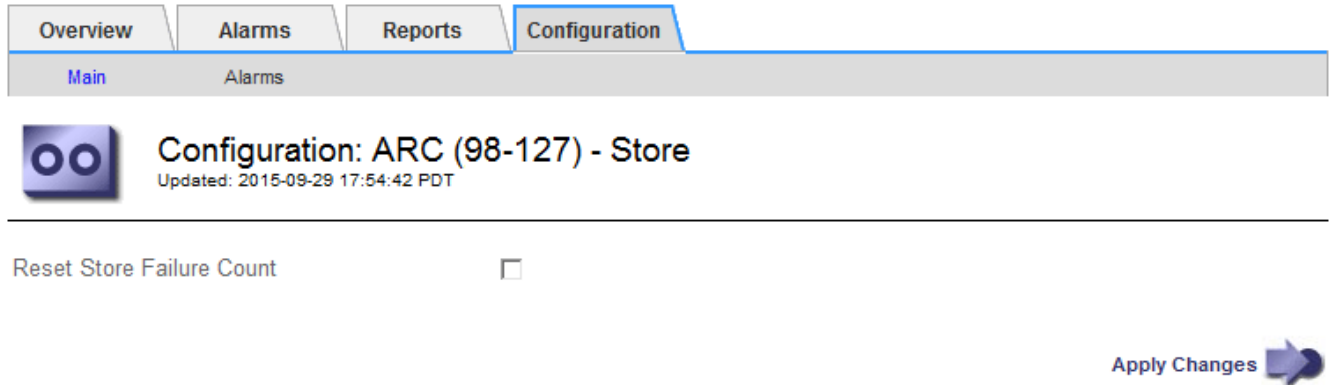 Overview Alarms Reports Configuration
Main Alarms
Configuration: ARC (98-127) - Store
Updated: 2015-09-29 17:54:42 PDT
Reset Store Failure Count
Apply Changes